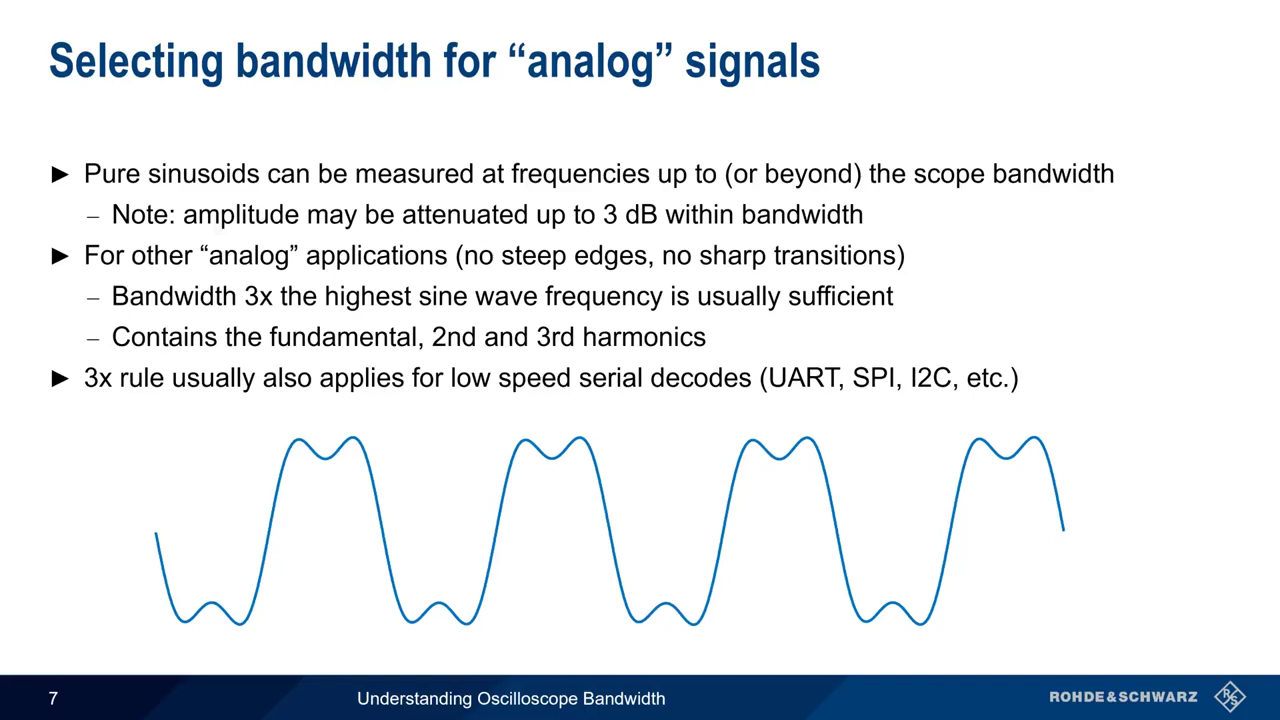 Selecting bandwidth for “analog” signals
► Pure sinusoids can be measured at frequencies up to (or beyond) the scope bandwidth
– Note: amplitude may be attenuated up to 3 dB within bandwidth
► For other “analog” applications (no steep edges, no sharp transitions)
– Bandwidth 3x the highest sine wave frequency is usually sufficient
– Contains the fundamental, 2nd and 3rd harmonics
► 3x rule usually also applies for low speed serial decodes (UART, SPI, I2C, etc.)
7
Understanding Oscilloscope Bandwidth
ROHDE&SCHWARZ
R S